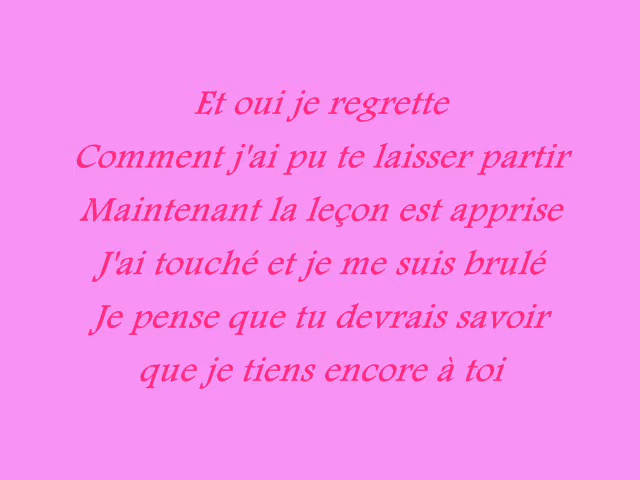 Et oui je regrette
Comment j'ai pu te laisser partir
Maintenant la leçon est apprise
J'ai touché et je me suis brulé
Je pense que tu devrais savoir
que je tiens encore à toi